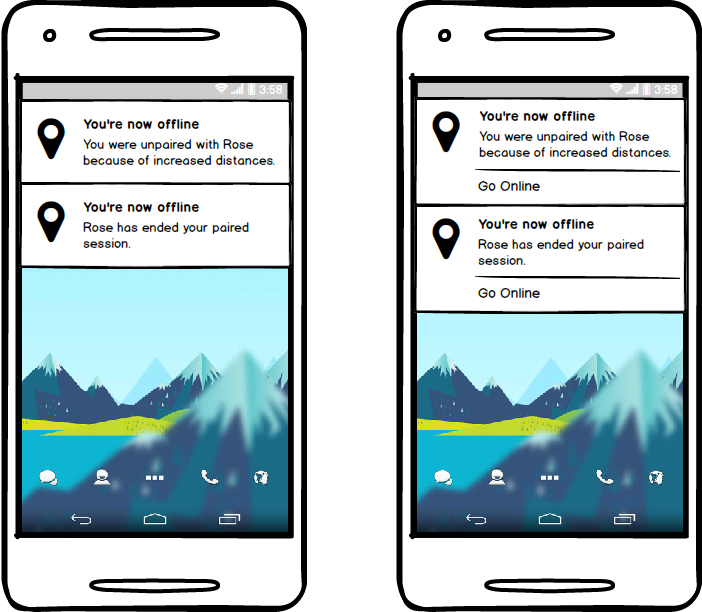 3:58
You're now offline
You were unpaired with Rose
because of increased distances.
You're now offline
Rose has ended your paired
session.
3:58
You're now offline
You were unpaired with Rose
because of increased distances.
Go Online
You're now offline
Rose has ended your paired
session.
Go Online